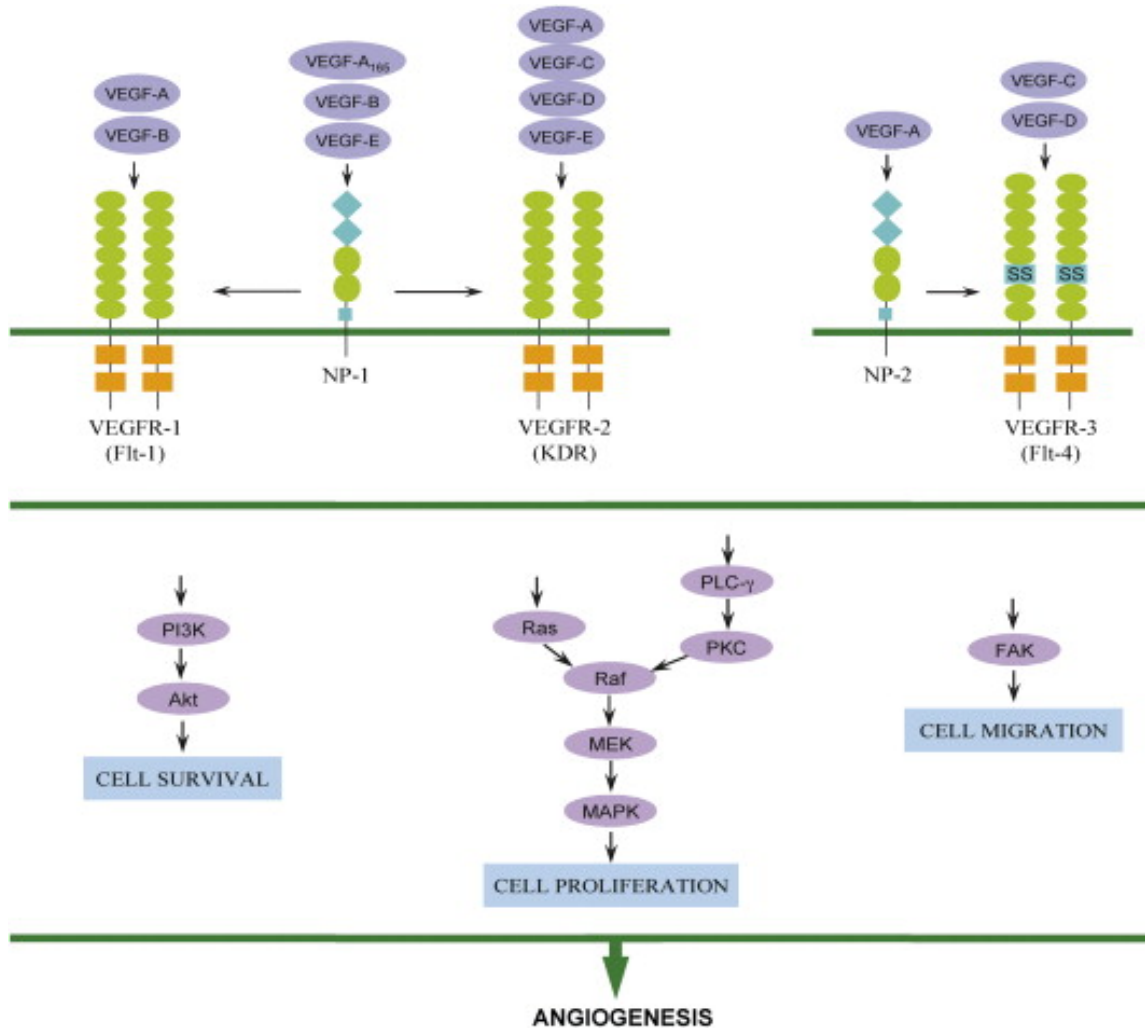 VEGF-A
VEGF-B
VEGF-A₁₆₅
VEGF-B
VEGF-E
VEGF-A
VEGF-C
VEGF-D
VEGF-E
VEGF-A
VEGF-C
VEGF-D
SS SS
VEGFR-1
(Flt-1)
NP-1
VEGFR-2
(KDR)
NP-2
VEGFR-3
(Flt-4)
PI3K
Akt
CELL SURVIVAL
Ras
PLC-γ
PKC
Raf
MEK
MAPK
CELL PROLIFERATION
FAK
CELL MIGRATION
ANGIOGENESIS